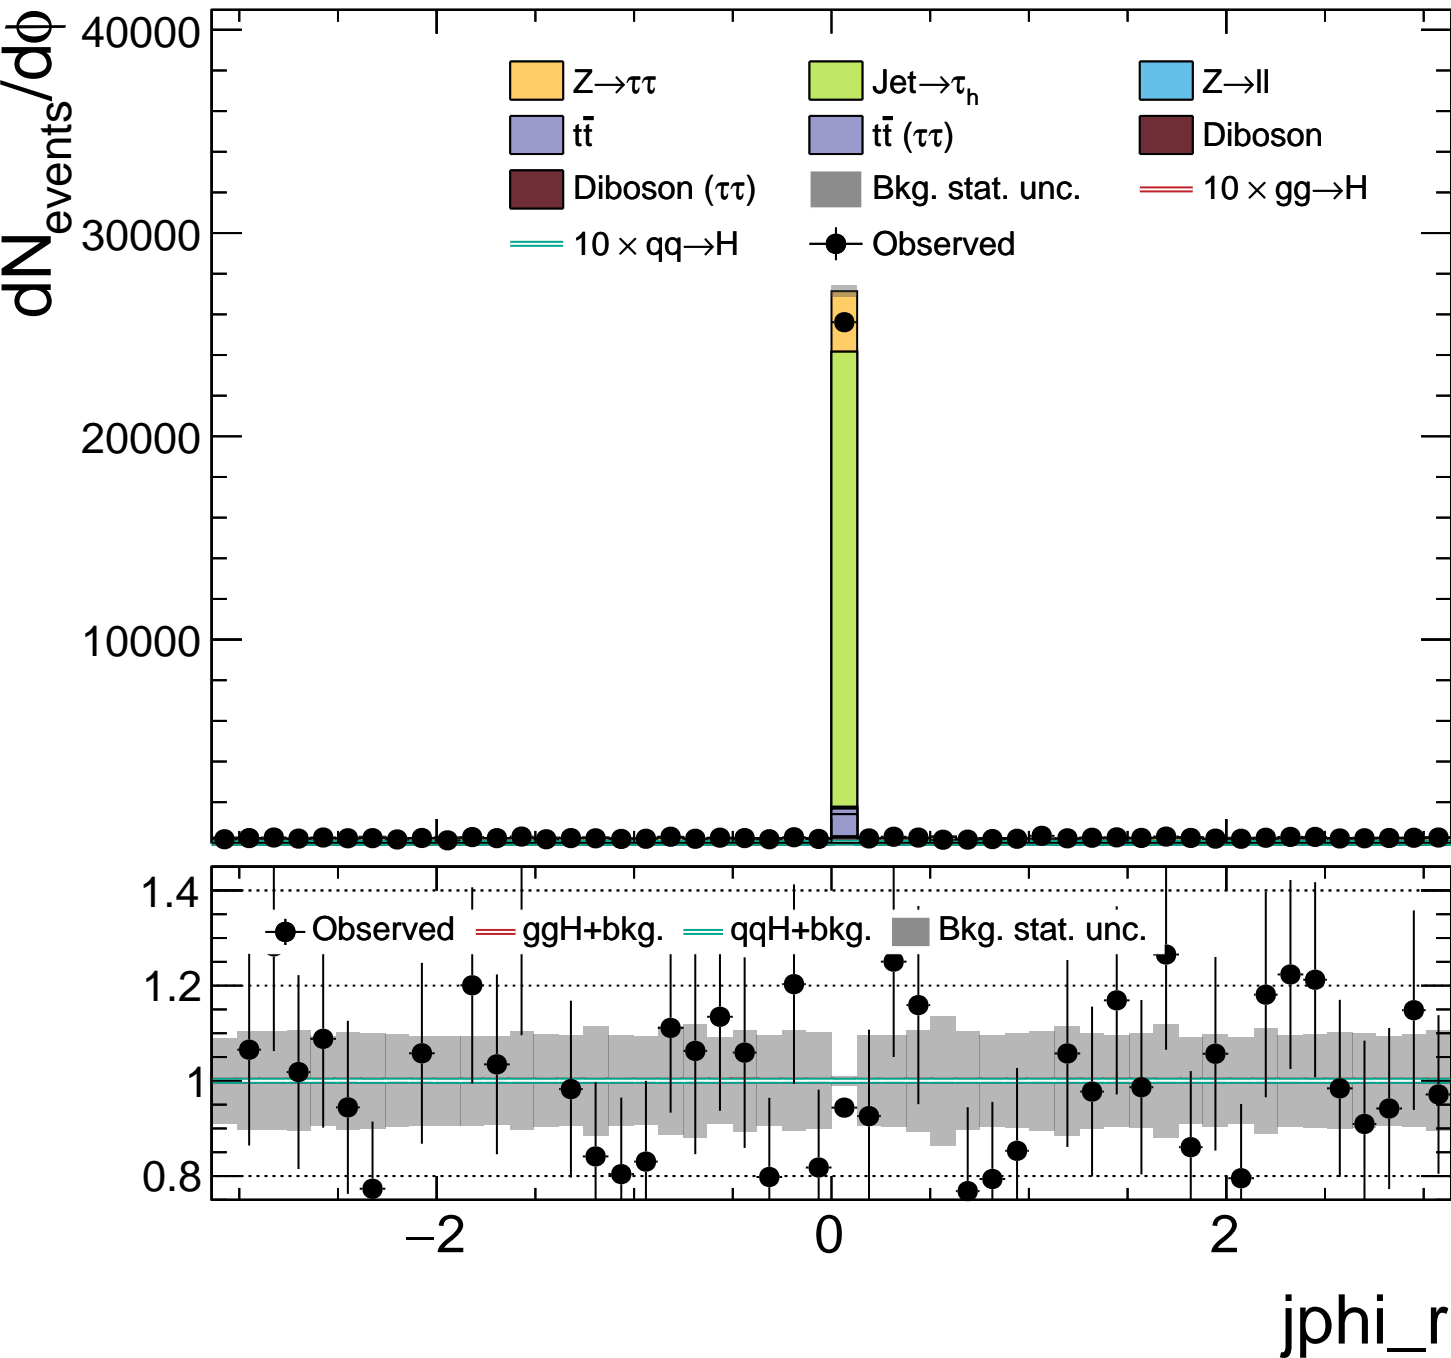 dN_events/dϕ
40000
30000
20000
10000
Z→ττ Jet→τ_h Z→ll
tt̄ tt̄ (ττ) Diboson
Diboson (ττ) Bkg. stat. unc. 10 × gg→H
10 × qq→H Observed
1.4
1.2
1
0.8
Observed ggH+bkg. qqH+bkg. Bkg. stat. unc.
−2 0 2
jphi_r